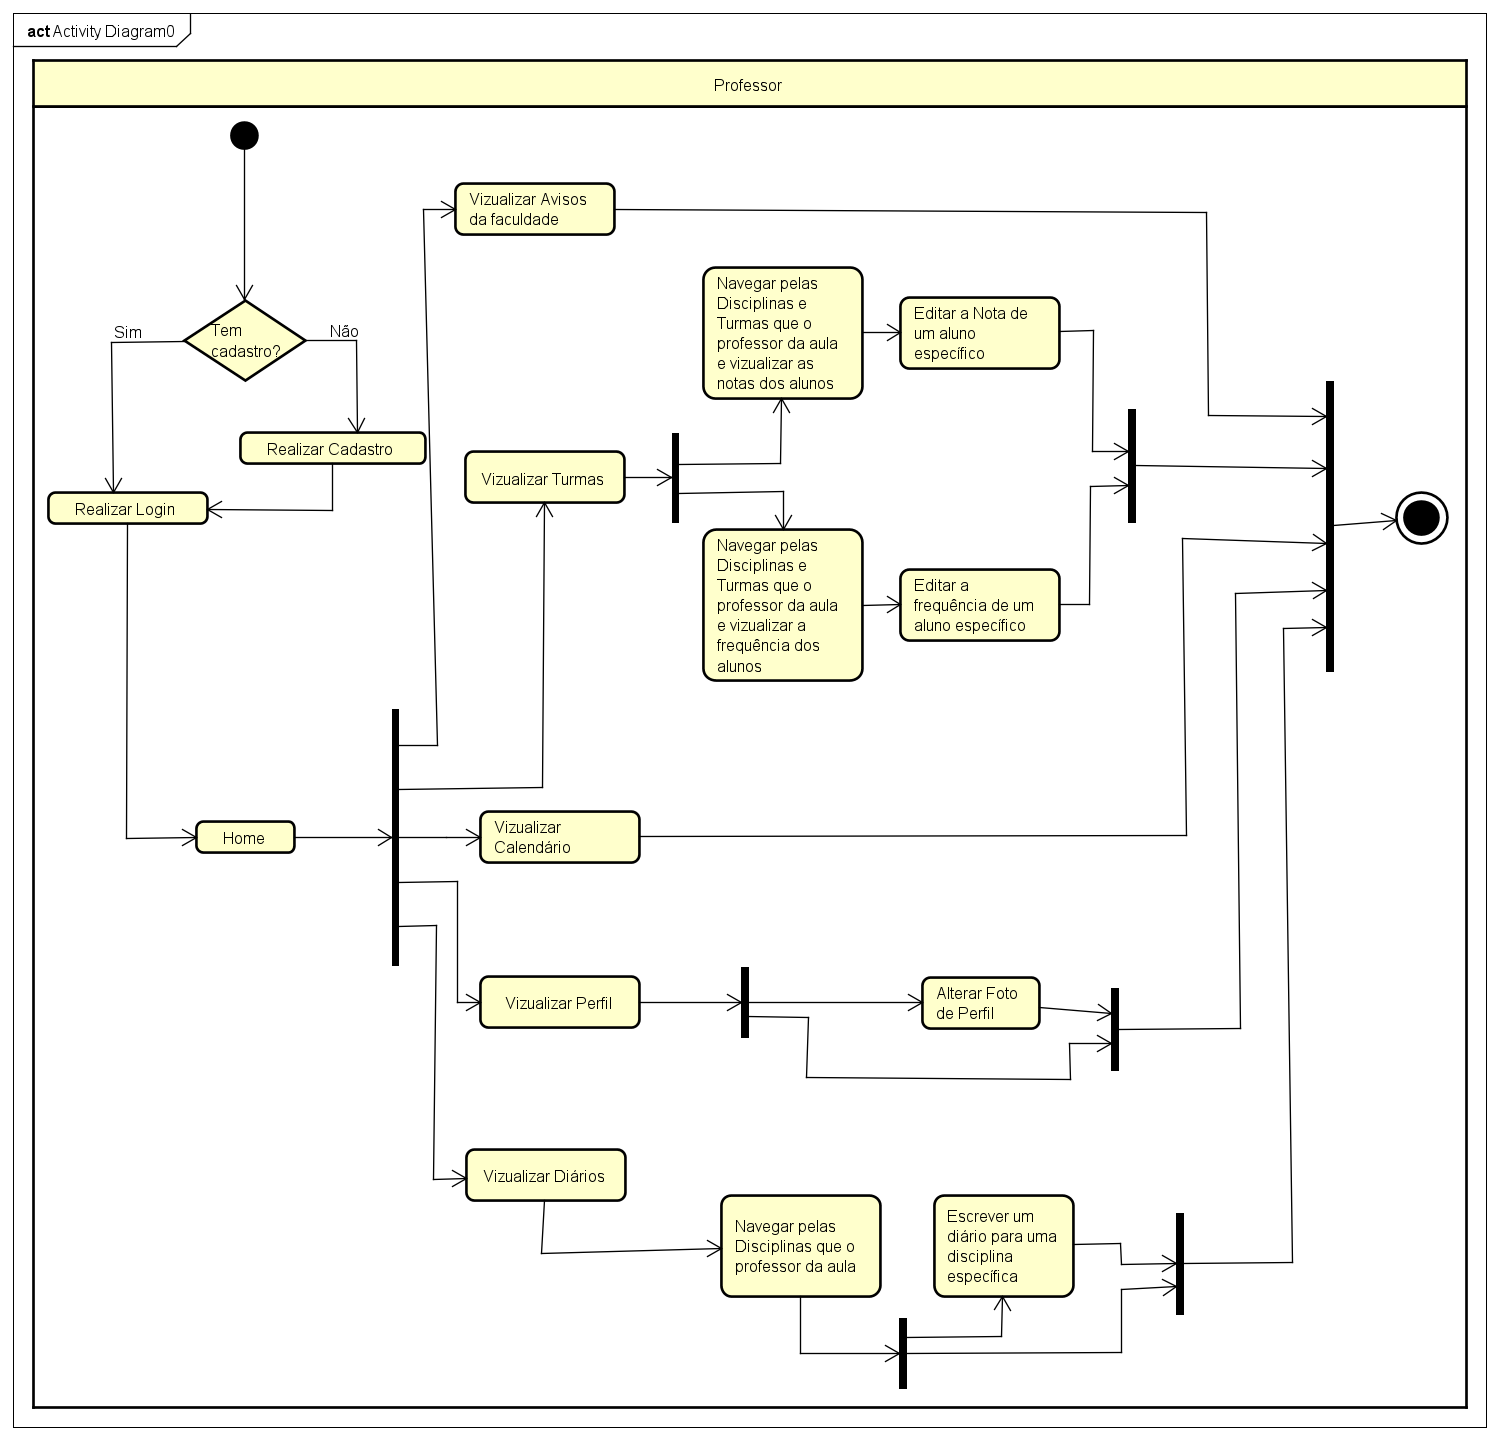 act Activity Diagram0
Professor
Vizualizar Avisos
da faculdade
Navegar pelas
Disciplinas e
Turmas que o
professor da aula
e vizualizar as
notas dos alunos
Editar a Nota de
um aluno
específico
Sim
Tem
cadastro?
Não
Realizar Cadastro
Realizar Login
Vizualizar Turmas
Navegar pelas
Disciplinas e
Turmas que o
professor da aula
e vizualizar a
frequência dos
alunos
Editar a
frequência de um
aluno específico
Home
Vizualizar
Calendário
Vizualizar Perfil
Alterar Foto
de Perfil
Vizualizar Diários
Navegar pelas
Disciplinas que o
professor da aula
Escrever um
diário para uma
disciplina
específica